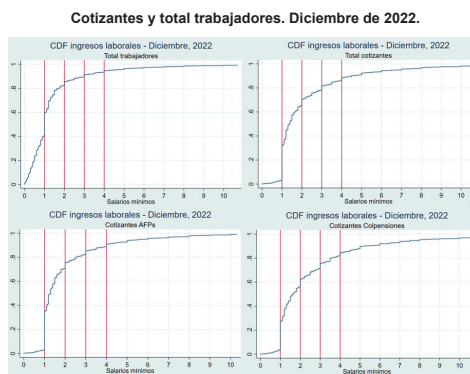 Cotizantes y total trabajadores. Diciembre de 2022.
CDF ingresos laborales - Diciembre, 2022
Total trabajadores
1
.8
.6
.4
.2
0
0 1 2 3 4 5 6 7 8 9 10
Salarios mínimos
CDF ingresos laborales - Diciembre, 2022
Total cotizantes
1
.8
.6
.4
.2
0
0 1 2 3 4 5 6 7 8 9 10
Salarios mínimos
CDF ingresos laborales - Diciembre, 2022
Cotizantes AFPs
1
.8
.6
.4
.2
0
0 1 2 3 4 5 6 7 8 9 10
Salarios mínimos
CDF ingresos laborales - Diciembre, 2022
Cotizantes Colpensiones
1
.8
.6
.4
.2
0
0 1 2 3 4 5 6 7 8 9 10
Salarios mínimos